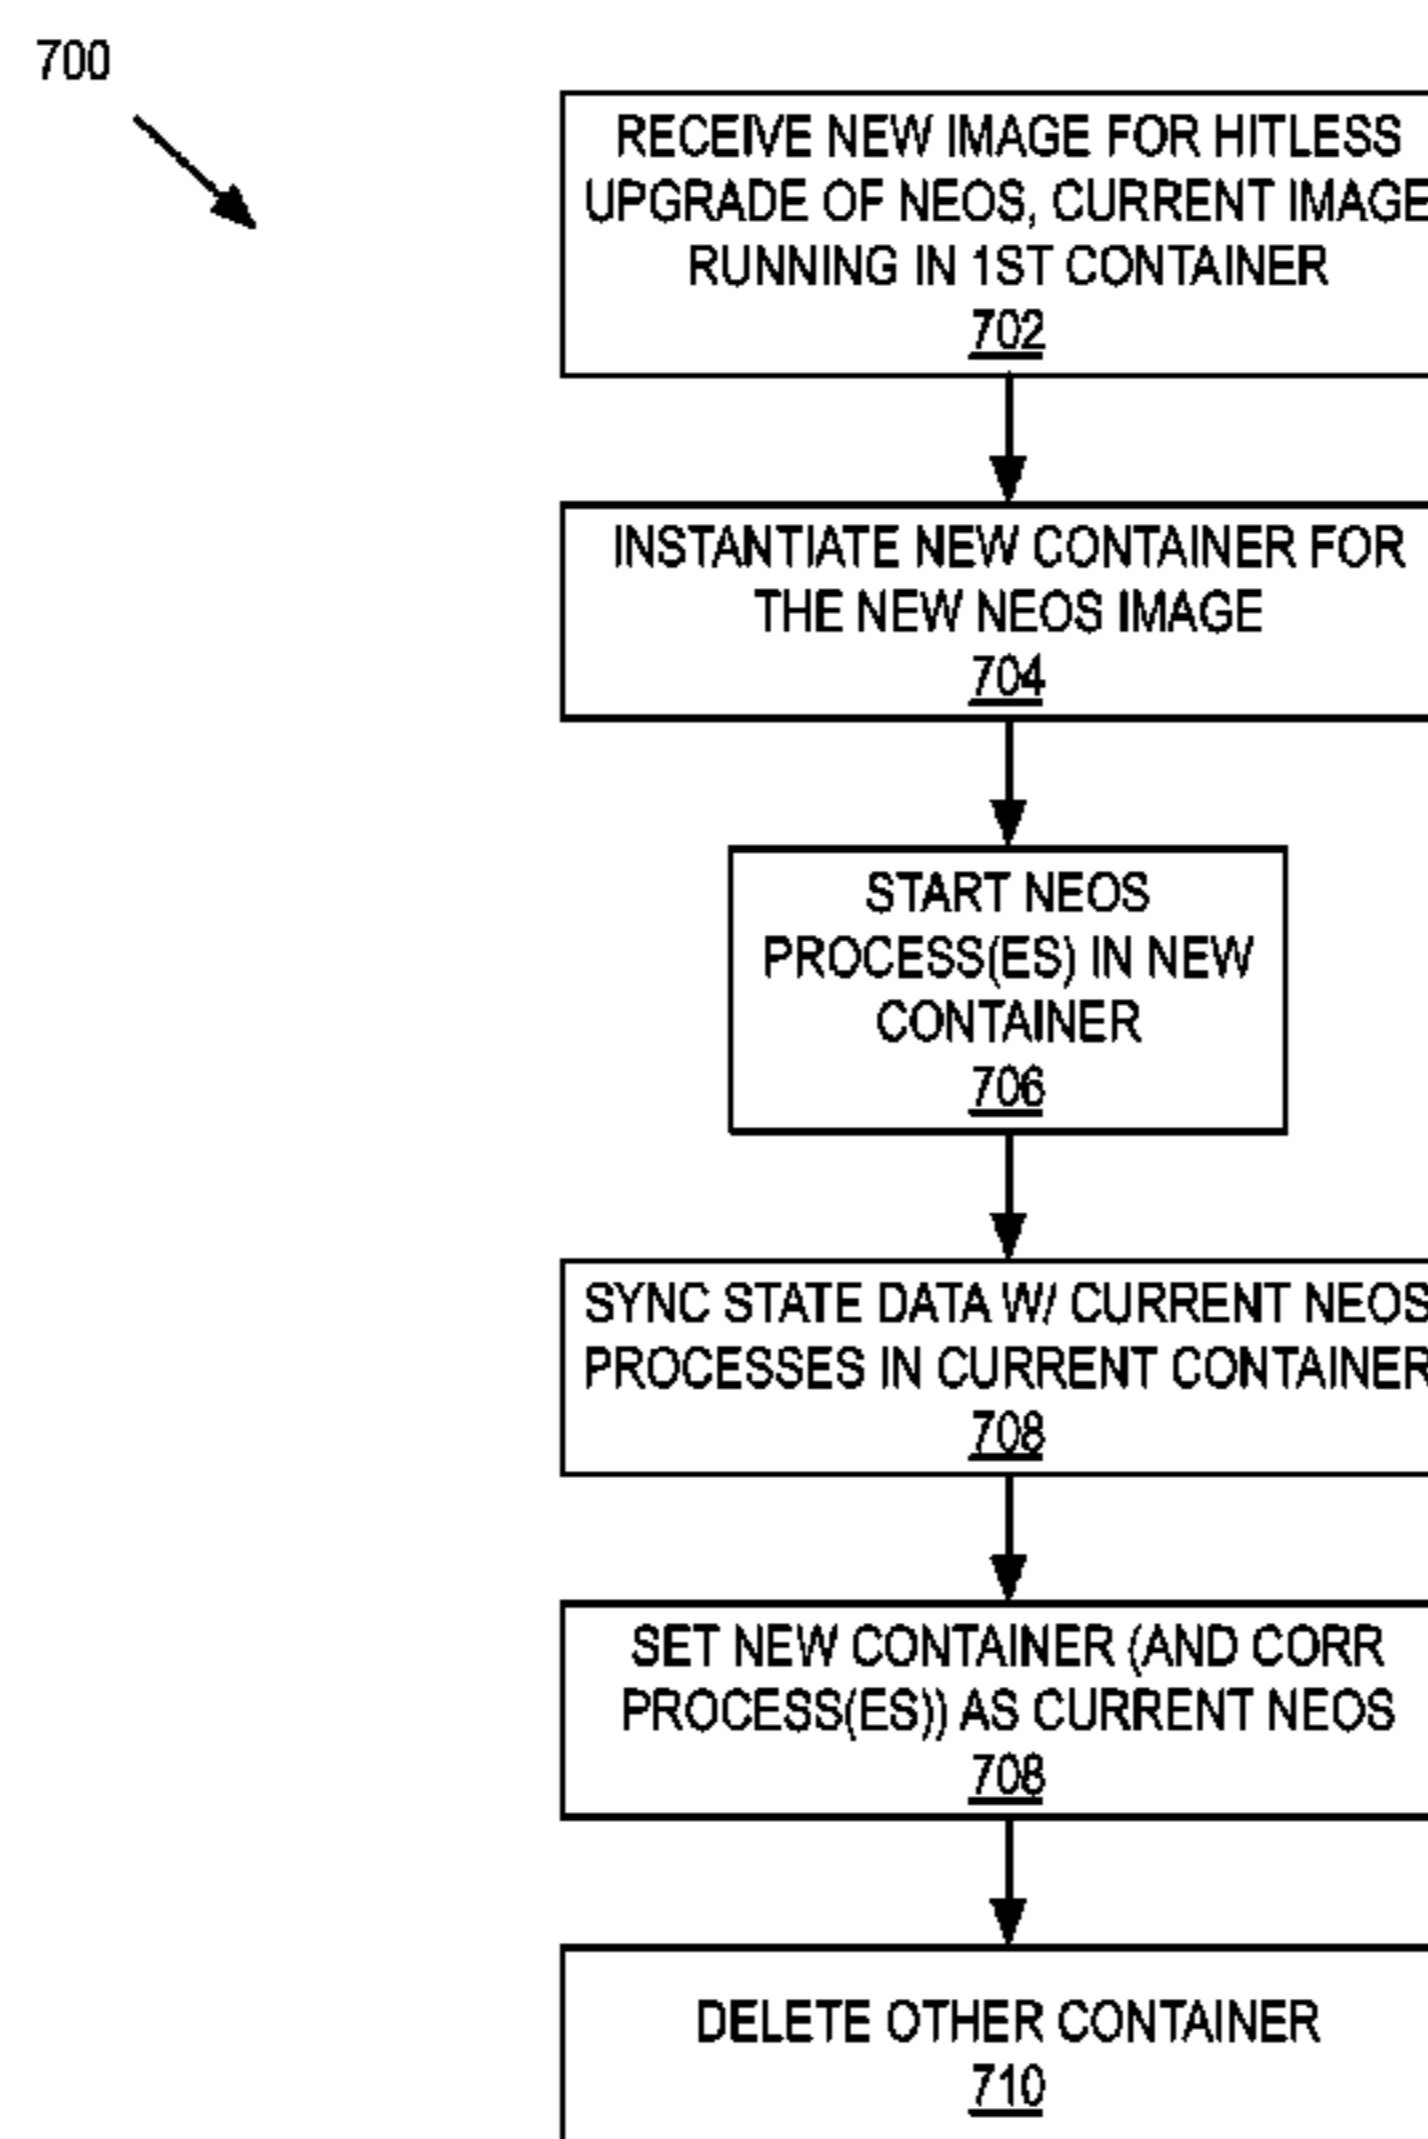 700
RECEIVE NEW IMAGE FOR HITLESS
UPGRADE OF NEOS, CURRENT IMAGE
RUNNING IN 1ST CONTAINER
702
INSTANTIATE NEW CONTAINER FOR
THE NEW NEOS IMAGE
704
START NEOS
PROCESS(ES) IN NEW
CONTAINER
706
SYNC STATE DATA W/ CURRENT NEOS
PROCESSES IN CURRENT CONTAINER
708
SET NEW CONTAINER (AND CORR
PROCESS(ES)) AS CURRENT NEOS
708
DELETE OTHER CONTAINER
710